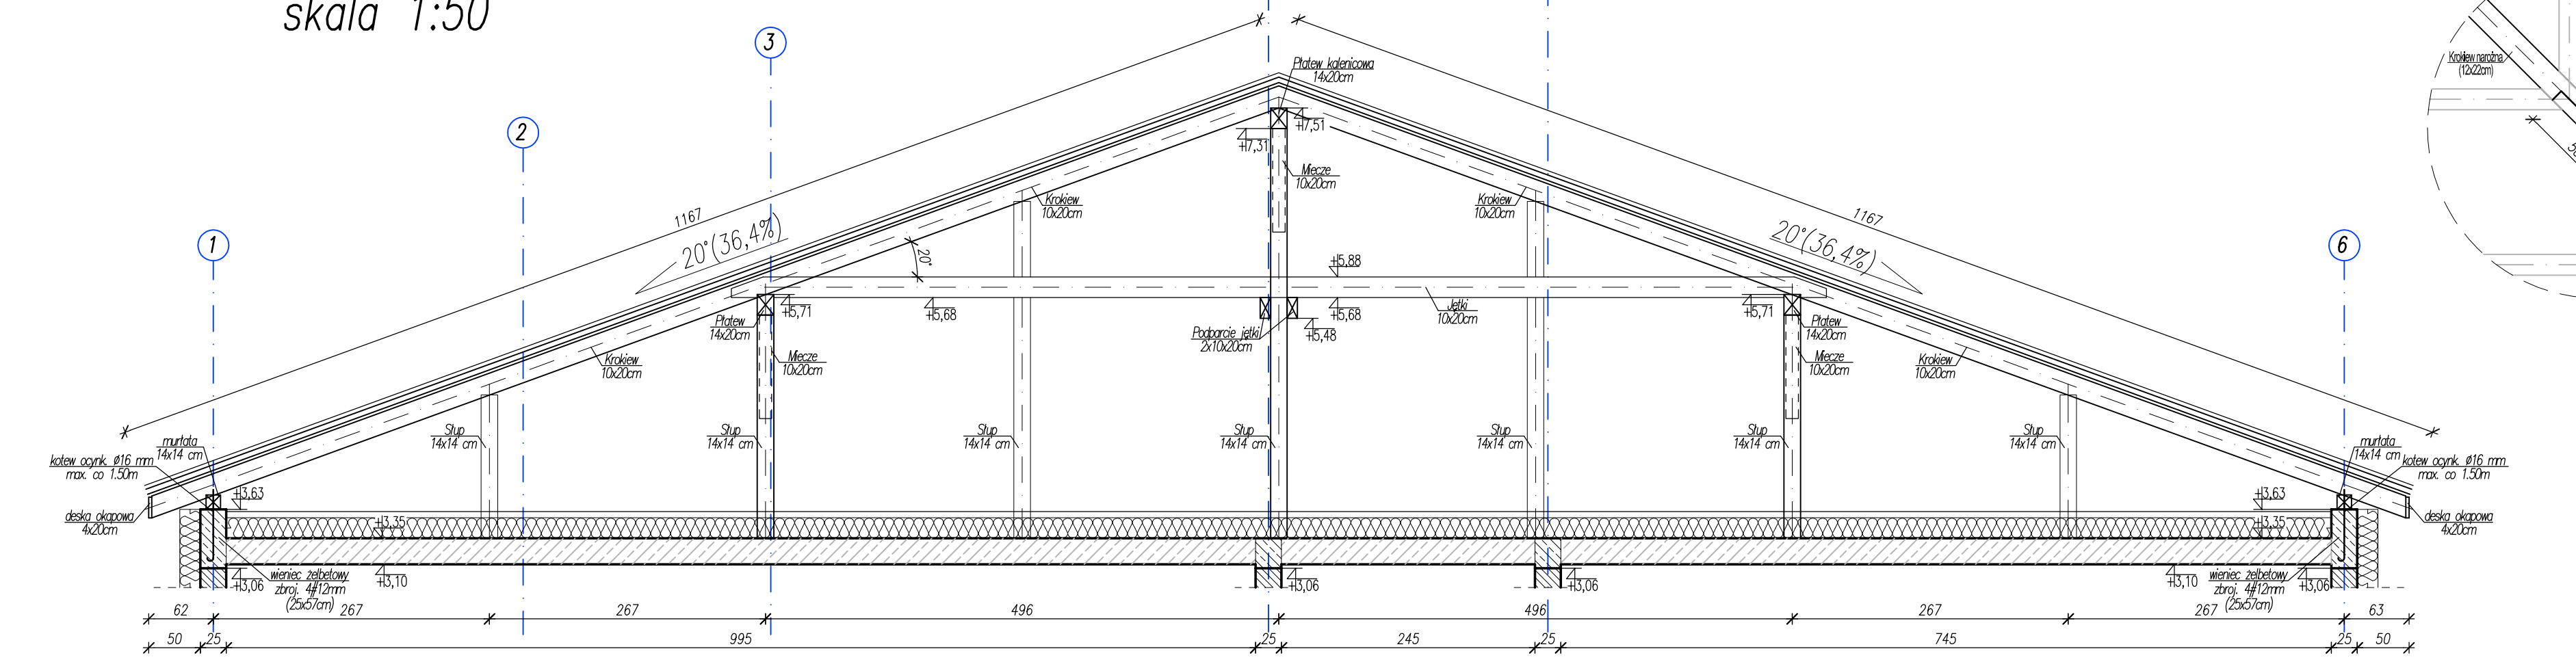 skala 1:50
3
2
1
6
Płatew kalenicowa
14x20cm
+7,51
+7,31
Miecze
10x20cm
Krokiew narożna
(12x22cm)
1167
20°(36,4%)
Krokiew
10x20cm
20°
Krokiew
10x20cm
1167
20°(36,4%)
+5,88
+5,71
+5,68
+5,68
Jętki
10x20cm
+5,71
Płatew
14x20cm
Podparcie jętki
2x10x20cm
+5,48
Płatew
14x20cm
Krokiew
10x20cm
Miecze
10x20cm
Miecze
10x20cm
Krokiew
10x20cm
Słup
14x14 cm
Słup
14x14 cm
Słup
14x14 cm
Słup
14x14 cm
Słup
14x14 cm
Słup
14x14 cm
Słup
14x14 cm
murłata
14x14 cm
kotew ocynk. Ø16 mm
max. co 1.50m
murłata
14x14 cm
kotew ocynk. Ø16 mm
max. co 1.50m
+3,63
+3,63
deska okapowa
4x20cm
+3,35
+3,35
deska okapowa
4x20cm
+3,06
wieniec żelbetowy
zbroj. 4#12mm
(25x57cm)
+3,10
+3,06
+3,06
+3,10
wieniec żelbetowy
zbroj. 4#12mm
(25x57cm)
+3,06
62 267 267 496 496 267 267 63
50 25 995 25 245 25 745 25 50